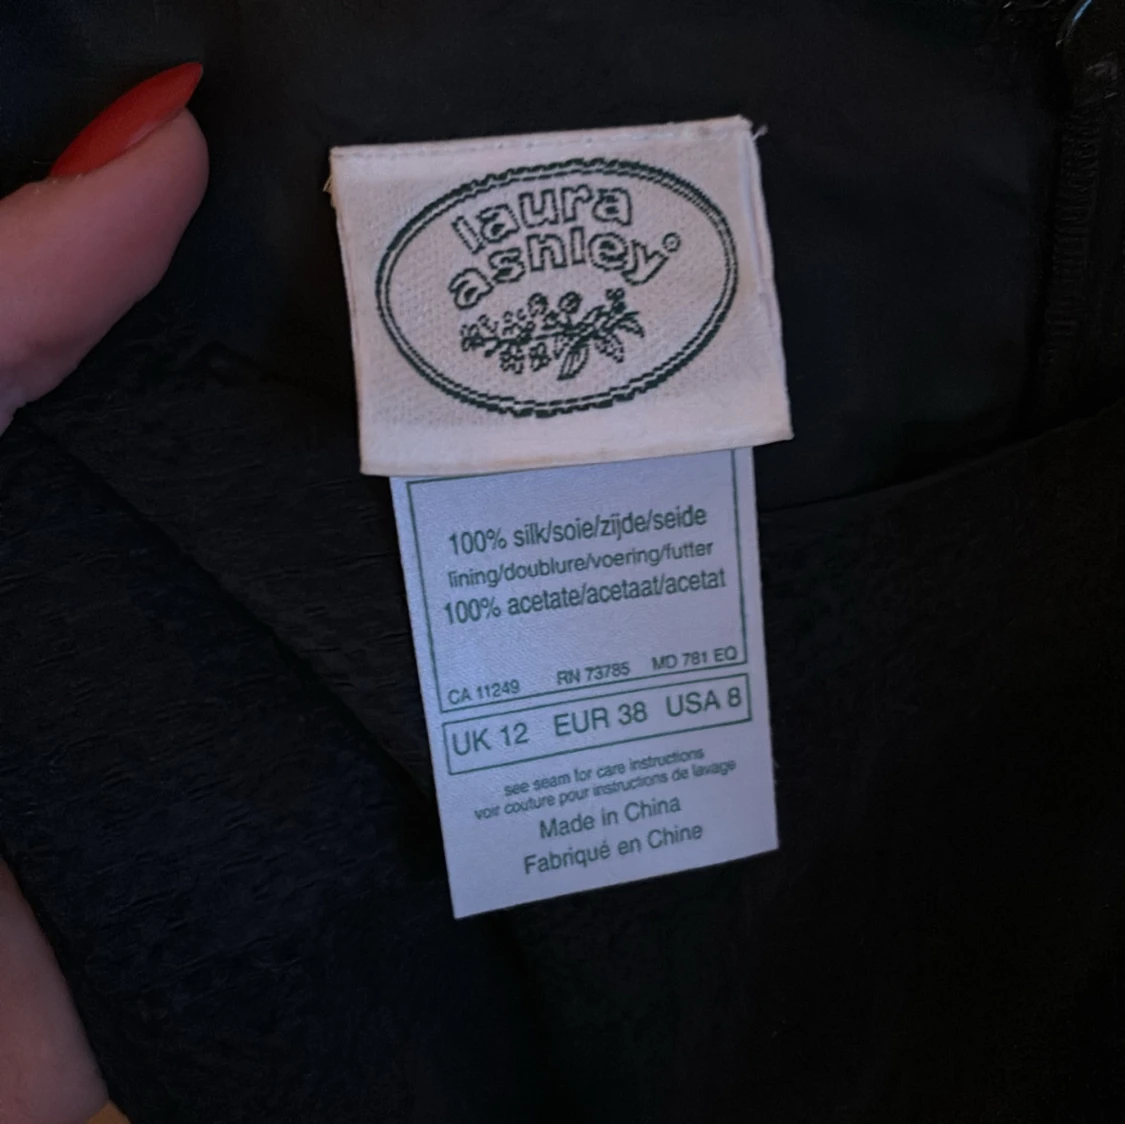 laura
ashley®
100% silk/soie/zijde/seide
lining/doublure/voering/futter
100% acetate/acetaat/acetat
CA 11249 RN 73785 MD 781 EQ
UK 12 EUR 38 USA 8
see seam for care instructions
voir couture pour instructions de lavage
Made in China
Fabriqué en Chine